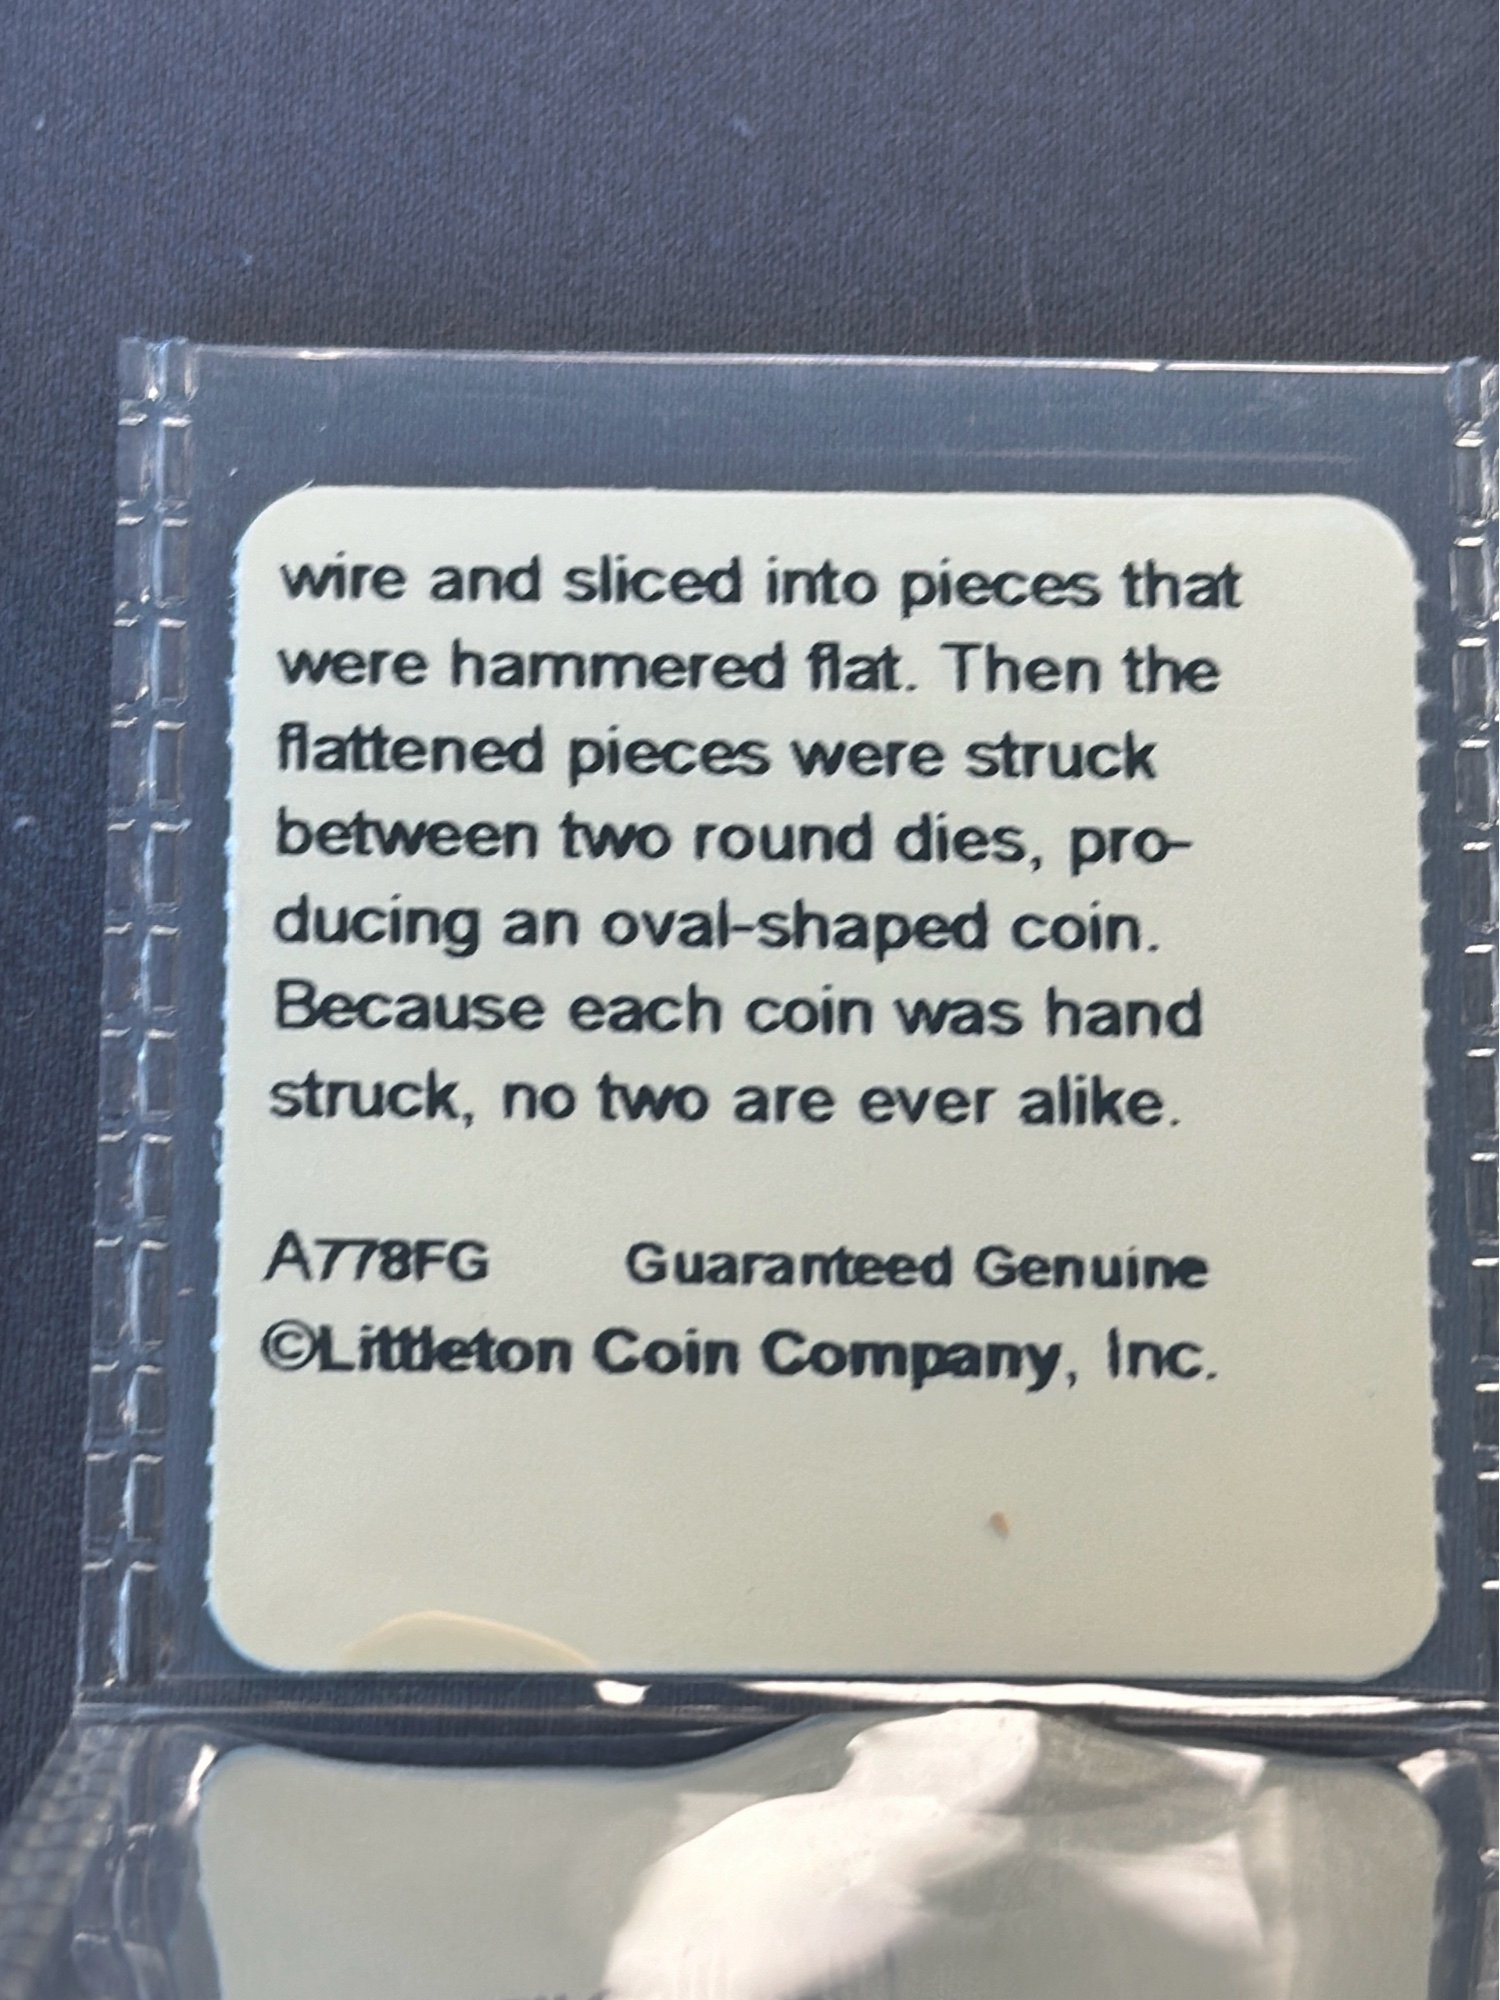 wire and sliced into pieces that
were hammered flat. Then the
flattened pieces were struck
between two round dies, pro-
ducing an oval-shaped coin.
Because each coin was hand
struck, no two are ever alike.
A778FG Guaranteed Genuine
©Littleton Coin Company, Inc.